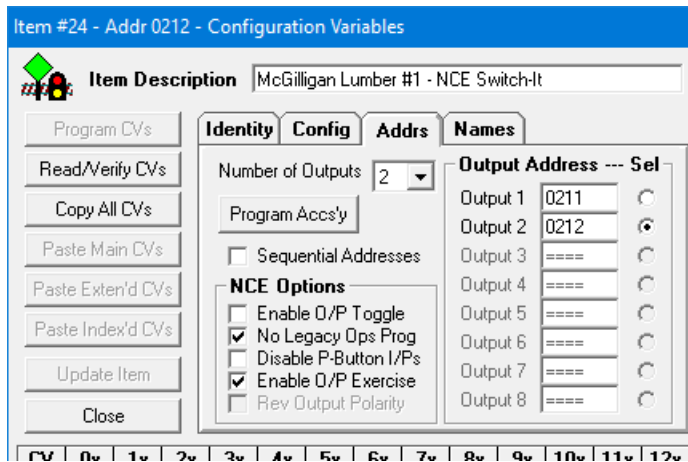 Item #24 - Addr 0212 - Configuration Variables
Item Description McGilligan Lumber #1 - NCE Switch-It
Program CVs
Read/Verify CVs
Copy All CVs
Paste Main CVs
Paste Exten'd CVs
Paste Index'd CVs
Update Item
Close
Identity Config Addrs Names
Number of Outputs 2
Program Accs'y
Sequential Addresses
NCE Options
Enable O/P Toggle
No Legacy Ops Prog
Disable P-Button I/Ps
Enable O/P Exercise
Rev Output Polarity
Output Address --- Sel
Output 1 0211
Output 2 0212
Output 3 ====
Output 4 ====
Output 5 ====
Output 6 ====
Output 7 ====
Output 8 ====
CV 0x 1x 2x 3x 4x 5x 6x 7x 8x 9x 10x 11x 12x